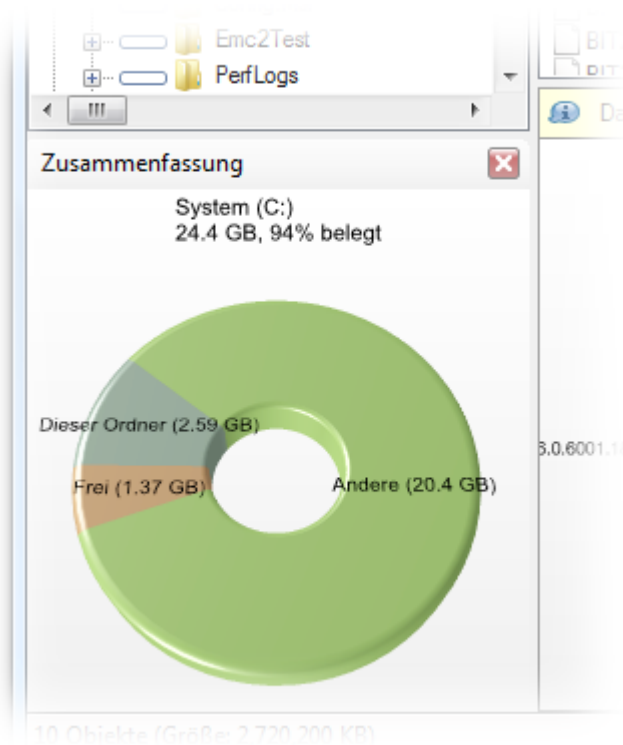 Emc2Test
PerfLogs
Zusammenfassung
System (C:)
24.4 GB, 94% belegt
Dieser Ordner (2.59 GB)
Frei (1.37 GB)
Andere (20.4 GB)
10 Objekte (Größe: 2 720 200 KB)